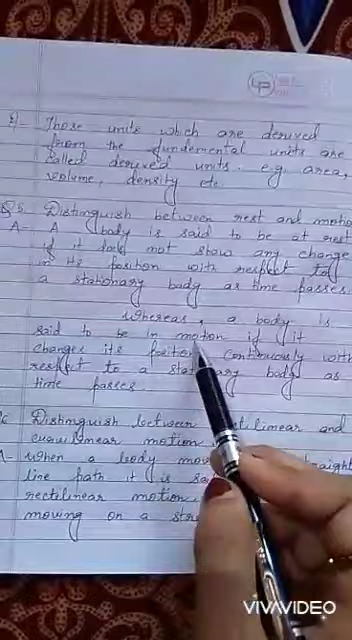 A- Those units which are derived
from the fundemental units are
called derived units. e.g area,
volume, density etc.
Q5 Distinguish between rest and motion
A- A body is said to be at rest
if it does not show any change
in its position with respect to
a stationary body as time passes.
Whereas, a body is
said to be in motion if it
changes its position continuously with
respect to a stationary body as
time passes.
Distinguish between linear and
motion
when a body straight
line path it is
rectilinear motion.
moving on a
VIVAVIDEO